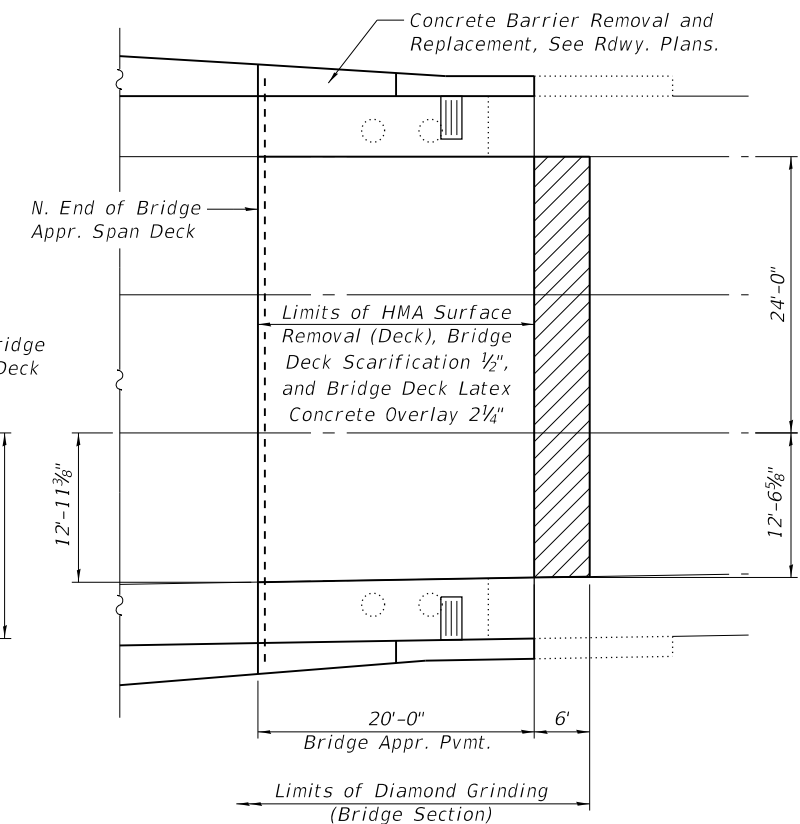 Concrete Barrier Removal and
Replacement, See Rdwy. Plans.
N. End of Bridge
Appr. Span Deck
24'-0"
Limits of HMA Surface
Removal (Deck), Bridge
Deck Scarification ½",
and Bridge Deck Latex
Concrete Overlay 2¼"
ridge
Deck
12'-11⅜"
12'-6⅝"
20'-0"
6'
Bridge Appr. Pvmt.
Limits of Diamond Grinding
(Bridge Section)